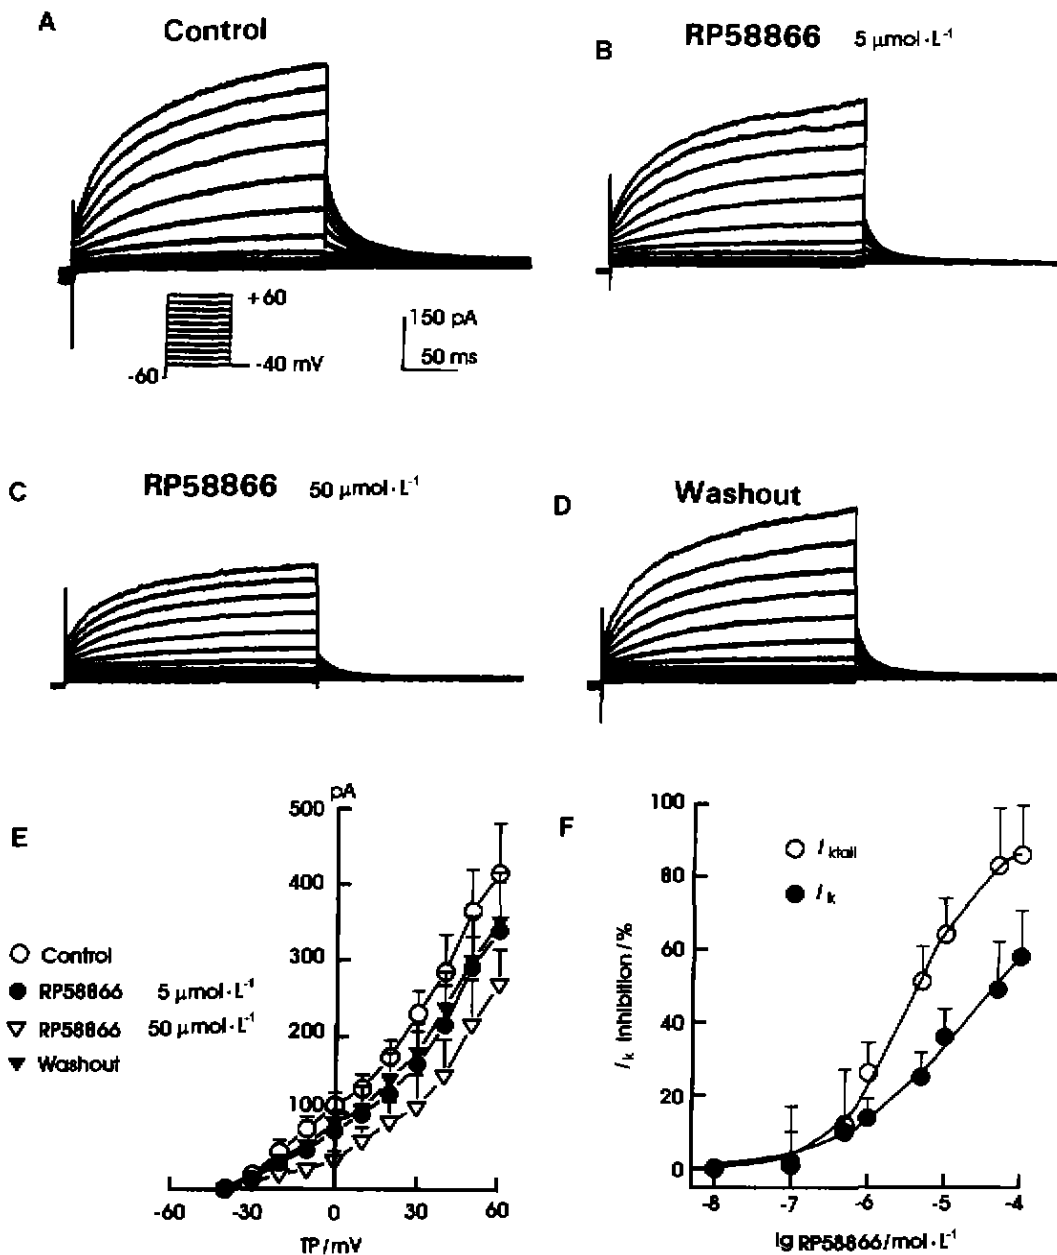 A
Control
B
RP58866 5 μmol·L⁻¹
+60
-40 mV
-60
150 pA
50 ms
C
RP58866 50 μmol·L⁻¹
D
Washout
E
pA
500
400
300
200
100
Control
RP58866 5 μmol·L⁻¹
RP58866 50 μmol·L⁻¹
Washout
-60
-30
0
30
60
TP/mV
F
100
80
60
40
20
0
I ktail
I k
I k Inhibition/%
-8
-7
-6
-5
-4
lg RP58866/mol·L⁻¹